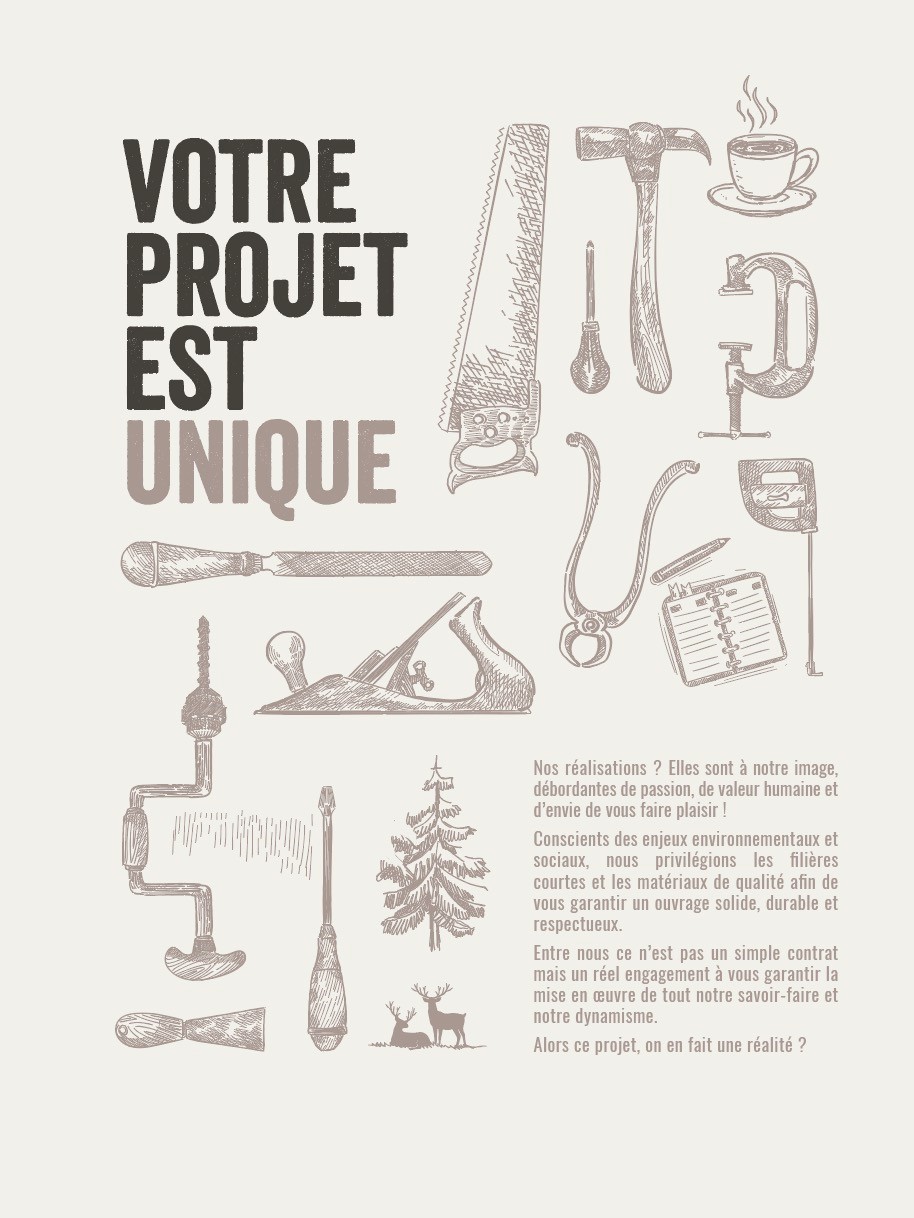 VOTRE
PROJET
EST
UNIQUE
Nos réalisations ? Elles sont à notre image,
débordantes de passion, de valeur humaine et
d’envie de vous faire plaisir !
Conscients des enjeux environnementaux et
sociaux, nous privilégions les filières
courtes et les matériaux de qualité afin de
vous garantir un ouvrage solide, durable et
respectueux.
Entre nous ce n’est pas un simple contrat
mais un réel engagement à vous garantir la
mise en œuvre de tout notre savoir-faire et
notre dynamisme.
Alors ce projet, on en fait une réalité ?